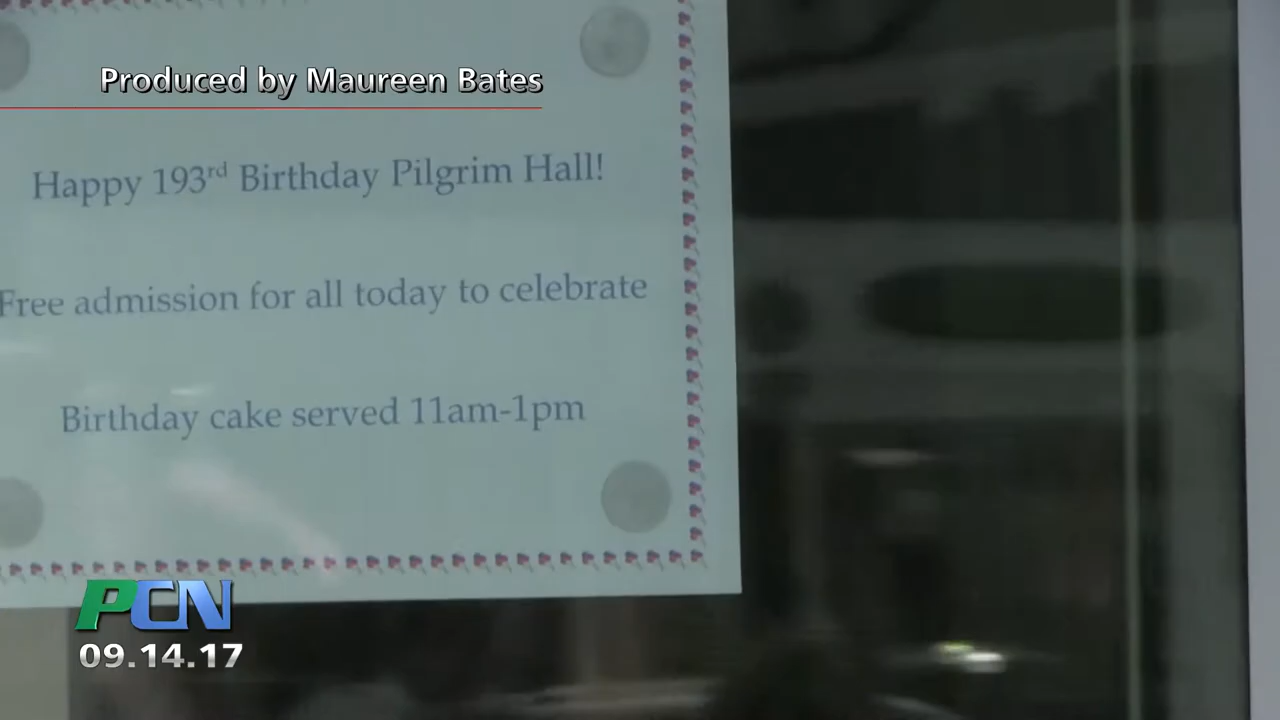 Produced by Maureen Bates
Happy 193rd Birthday Pilgrim Hall!
Free admission for all today to celebrate
Birthday cake served 11am-1pm
PCN
09.14.17